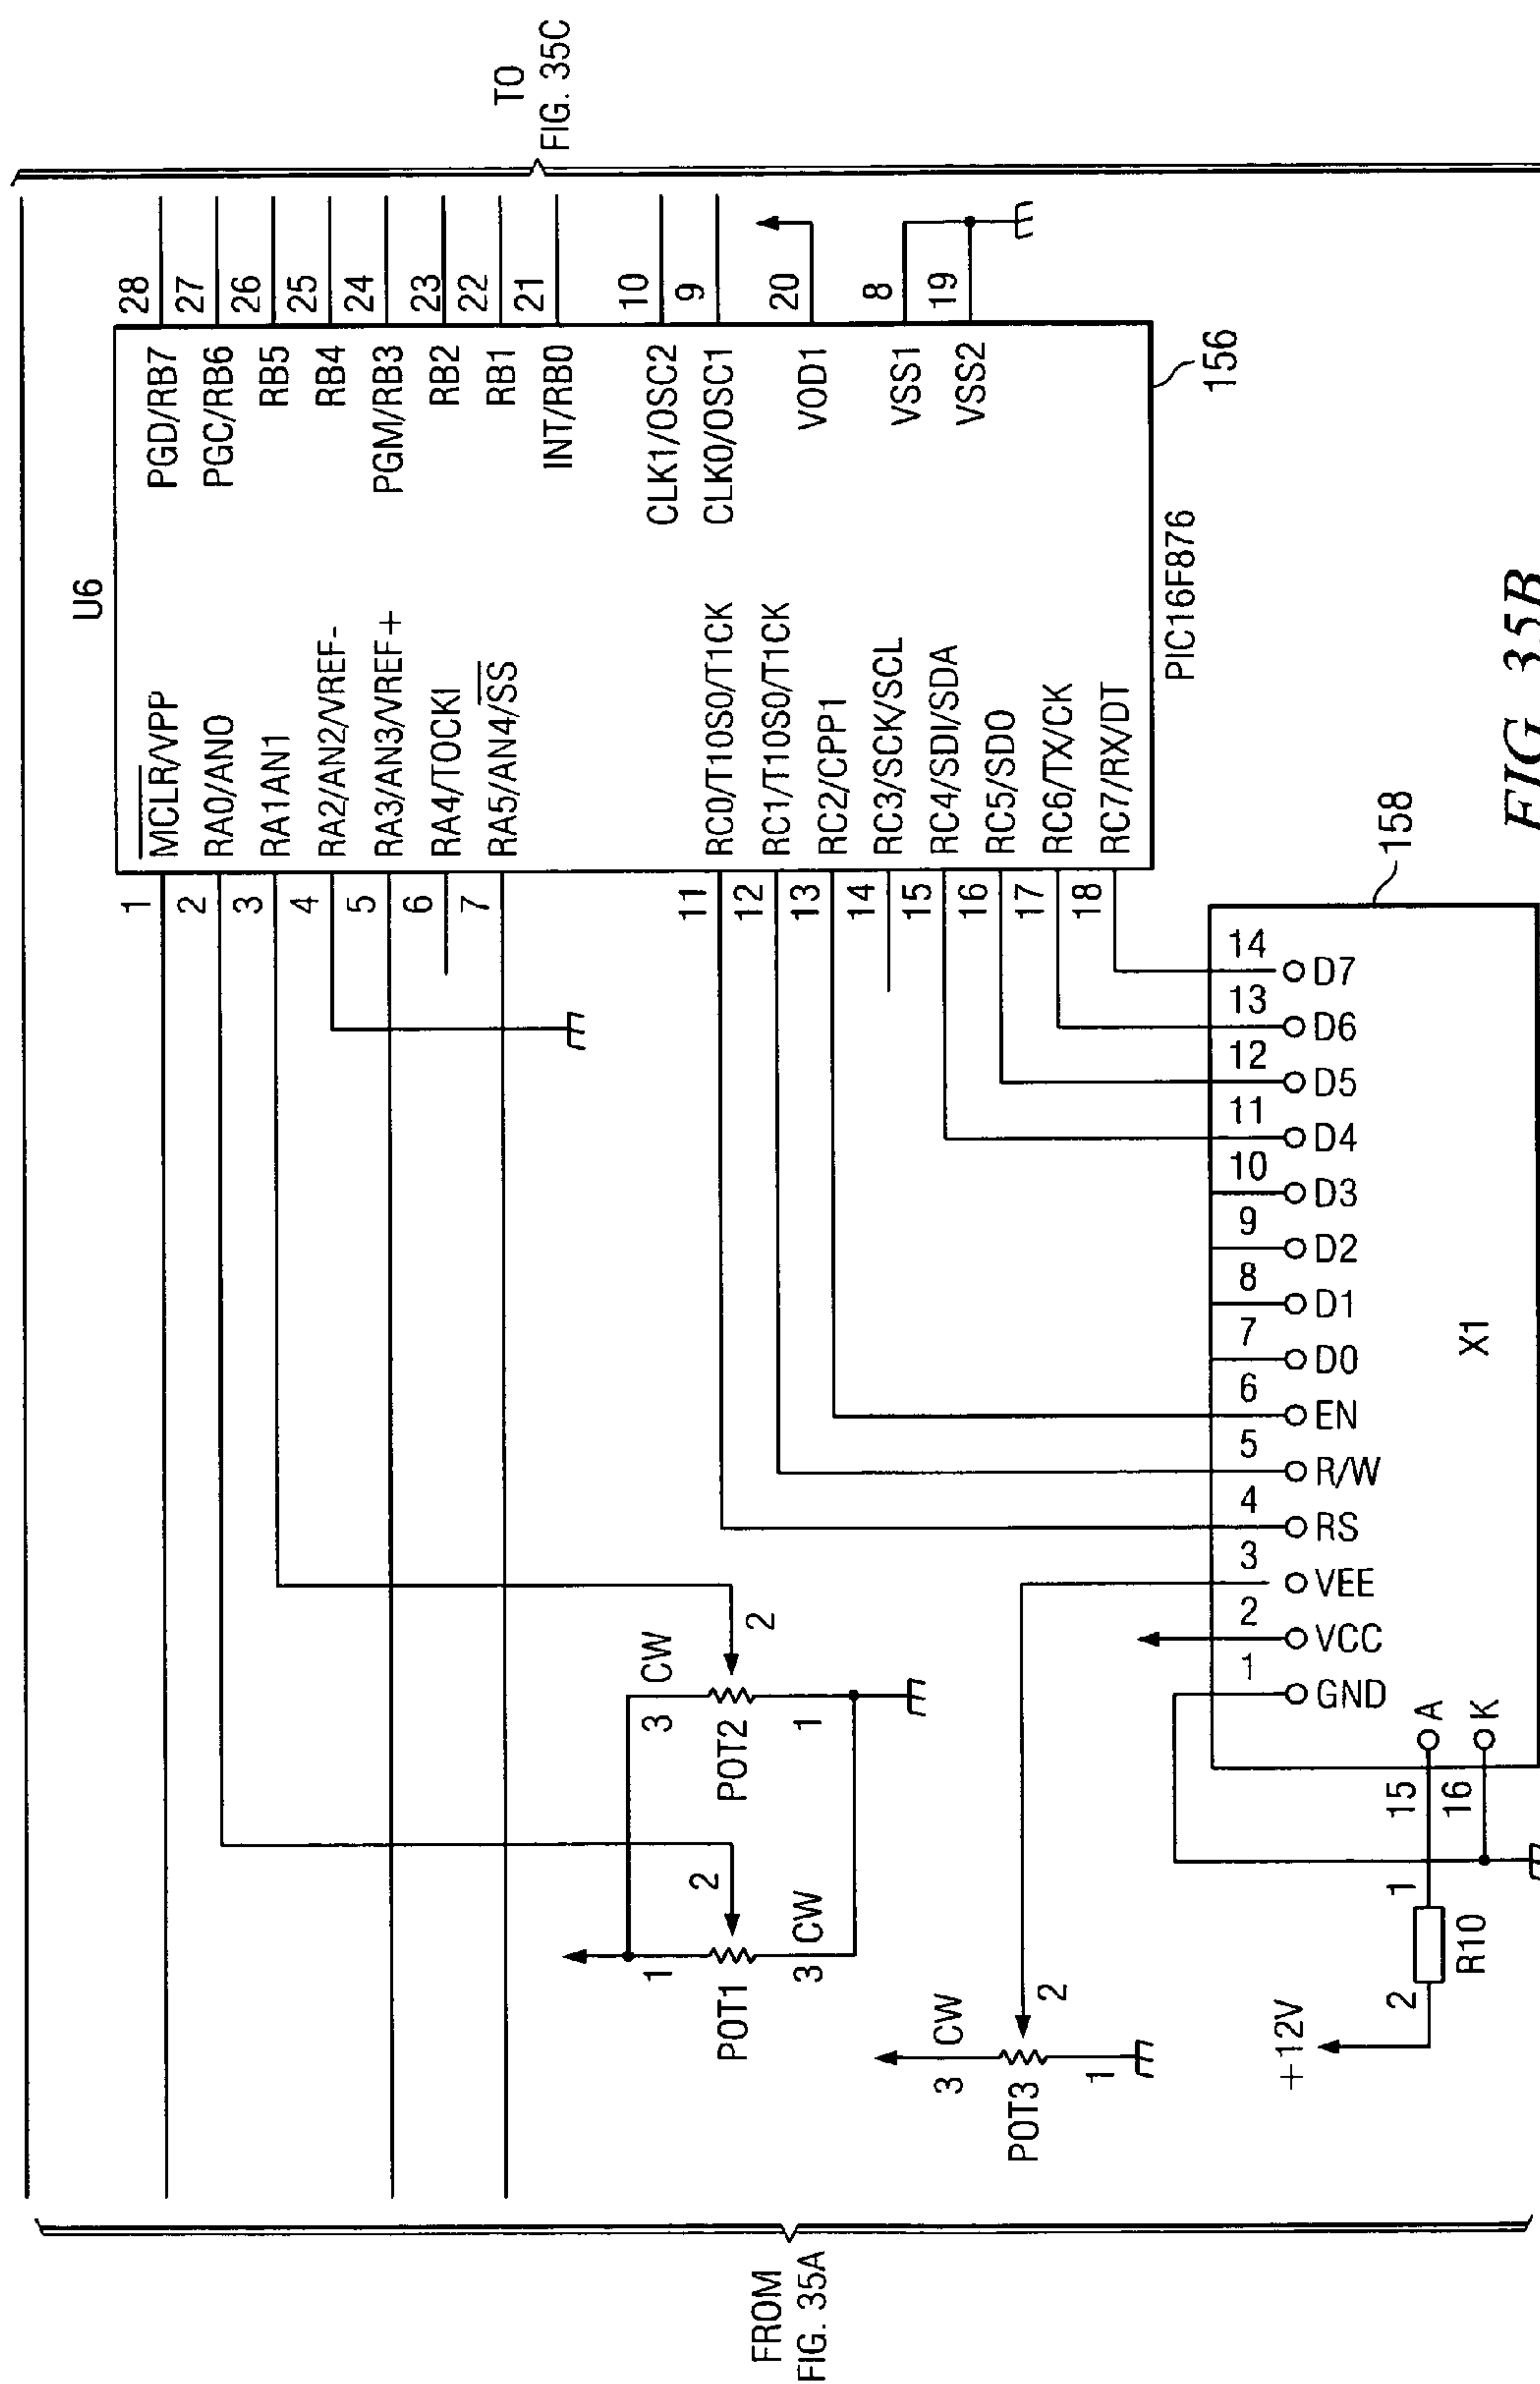 FROM
FIG. 35A
TO
FIG. 35C
U6
1 MCLR/VPP
2 RA0/ANO
3 RA1AN1
4 RA2/AN2/VREF-
5 RA3/AN3/VREF+
6 RA4/TOCKI
7 RA5/AN4/SS
11 RC0/T10S0/T1CK
12 RC1/T10S0/T1CK
13 RC2/CPP1
14 RC3/SCK/SCL
15 RC4/SDI/SDA
16 RC5/SDO
17 RC6/TX/CK
18 RC7/RX/DT
PGD/RB7 28
PGC/RB6 27
RB5 26
RB4 25
PGM/RB3 24
RB2 23
RB1 22
INT/RB0 21
CLK1/OSC2 10
CLK0/OSC1 9
VOD1 20
VSS1 8
VSS2 19
PIC16F876
156
1
2
3 CW
POT1
3 CW
2
1
POT2
3 CW
2
1
POT3
+12V
2 1
R10
15 A
16 K
1 2 3 4 5 6 7 8 9 10 11 12 13 14
GND VCC VEE RS R/W EN D0 D1 D2 D3 D4 D5 D6 D7
X1
158
FIG. 35B